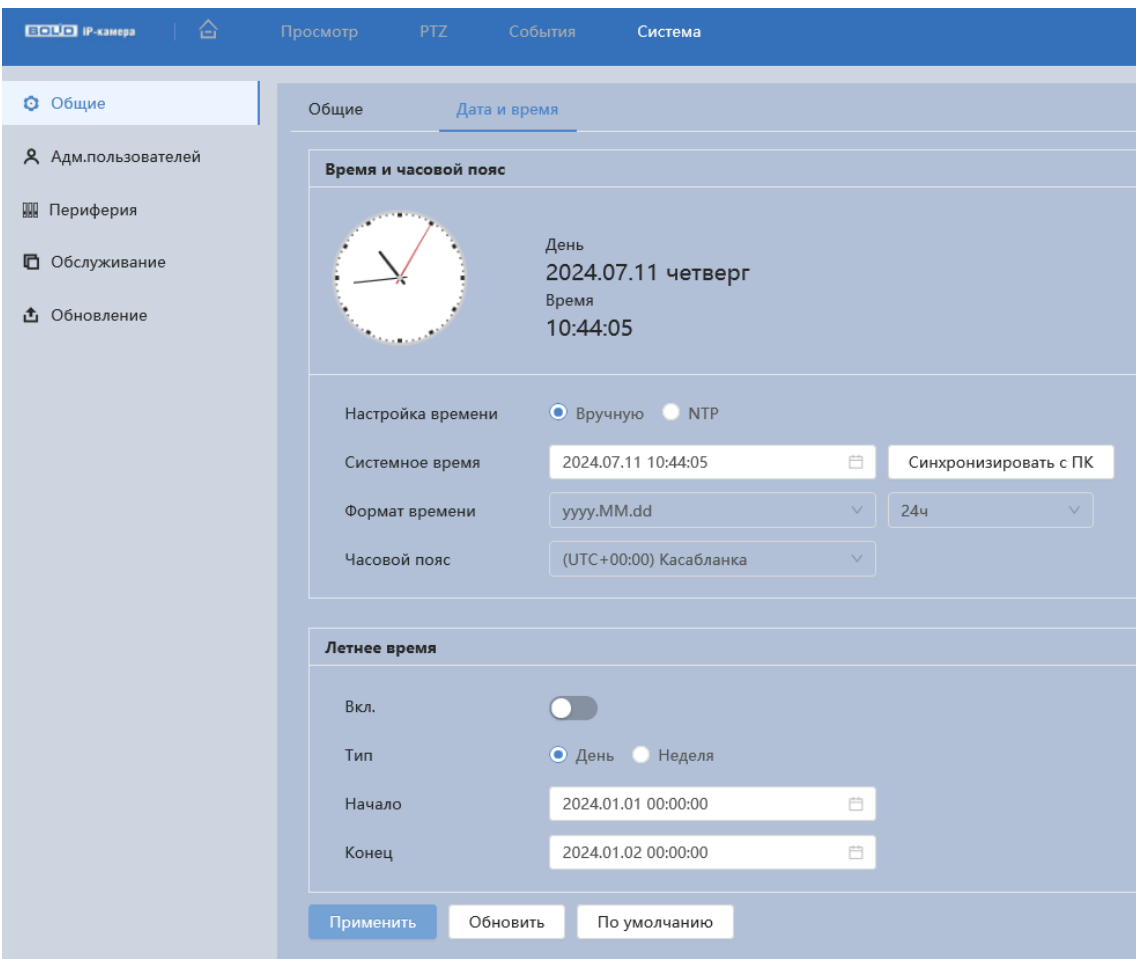 BOLID IP-камера Просмотр PTZ События Система
Общие
Адм.пользователей
Периферия
Обслуживание
Обновление
Общие Дата и время
Время и часовой пояс
День
2024.07.11 четверг
Время
10:44:05
Настройка времени Вручную NTP
Системное время 2024.07.11 10:44:05 Синхронизировать с ПК
Формат времени yyyy.MM.dd 24ч
Часовой пояс (UTC+00:00) Касабланка
Летнее время
Вкл.
Тип День Неделя
Начало 2024.01.01 00:00:00
Конец 2024.01.02 00:00:00
Применить Обновить По умолчанию